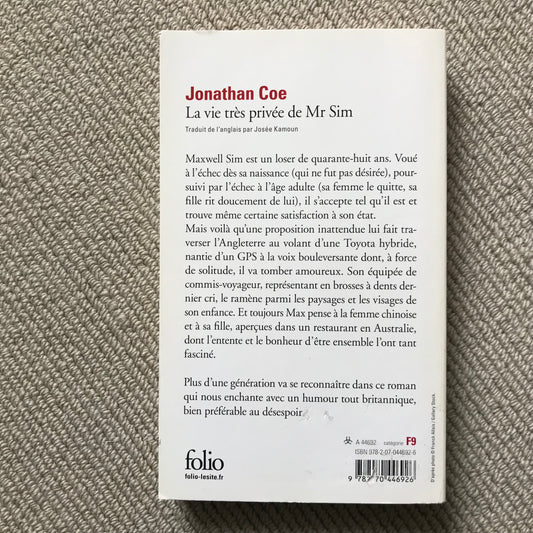 Jonathan Coe
La vie très privée de Mr Sim
Traduit de l'anglais par Josée Kamoun
Maxwell Sim est un loser de quarante-huit ans. Voué
à l'échec dès sa naissance (qui ne fut pas désirée), pour-
suivi par l'échec à l'âge adulte (sa femme le quitte, sa
fille rit doucement de lui), il s'accepte tel qu'il est et
trouve même certaine satisfaction à son état.
Mais voilà qu'une proposition inattendue lui fait tra-
verser l'Angleterre au volant d'une Toyota hybride,
nantie d'un GPS à la voix bouleversante dont, à force
de solitude, il va tomber amoureux. Son équipée de
commis-voyageur, représentant en brosses à dents der-
nier cri, le ramène parmi les paysages et les visages de
son enfance. Et toujours Max pense à la femme chinoise
et à sa fille, aperçues dans un restaurant en Australie,
dont l'entente et le bonheur d'être ensemble l'ont tant
fasciné.
Plus d'une génération va se reconnaître dans ce roman
qui nous enchante avec un humour tout britannique,
bien préférable au désespoir.
A 44692 catégorie F9
ISBN 978-2-07-044692-6
9 782070 446926
folio
folio-lesite.fr
D'après photo © Franck Allais / Gallery Stock.